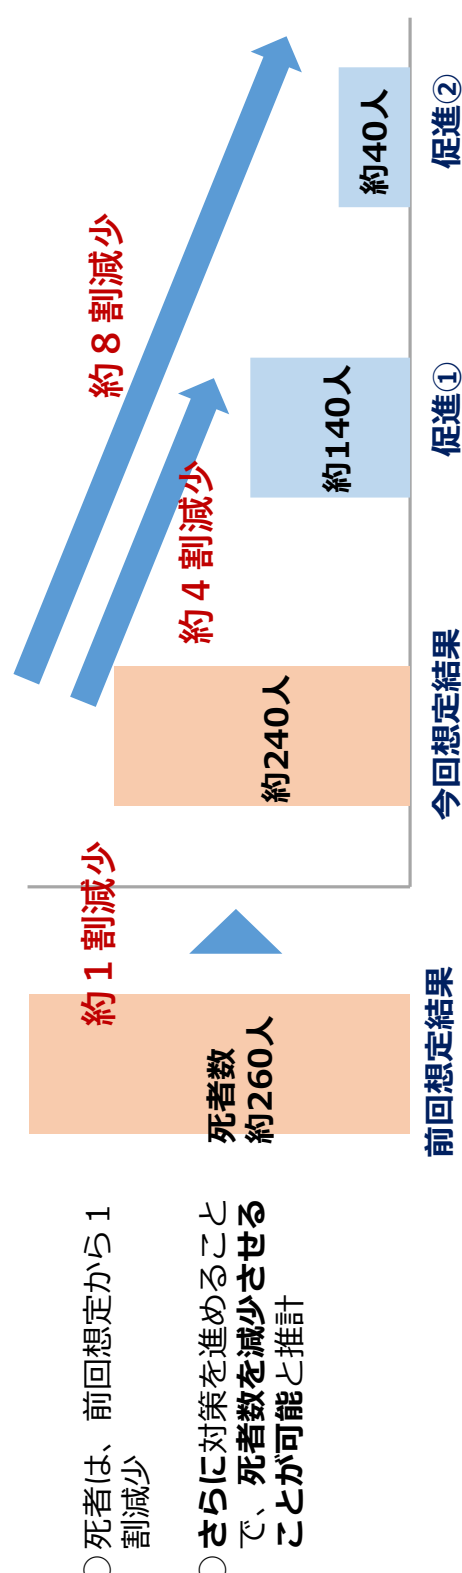 ○ 死者は、前回想定から１
割減少
○ さらに対策を進めること
で、死者数を減少させる
ことが可能と推計
約１割減少
約４割減少
約８割減少
死者数
約260人
約240人
約140人
約40人
前回想定結果
今回想定結果
促進①
促進②